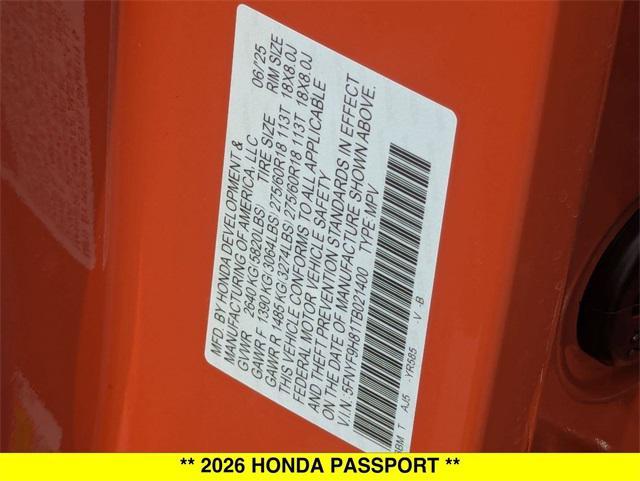 MFD. BY HONDA DEVELOPMENT & 06/'25
MANUFACTURING OF AMERICA, LLC
GVWR 2640KG(5820LBS) TIRE SIZE RIM SIZE
GAWR F 1390KG(3064LBS) 275/60R18 113T 18X8.0J
GAWR R 1485KG(3274LBS) 275/60R18 113T 18X8.0J
THIS VEHICLE CONFORMS TO ALL APPLICABLE
FEDERAL MOTOR VEHICLE SAFETY
AND THEFT PREVENTION STANDARDS IN EFFECT
ON THE DATE OF MANUFACTURE SHOWN ABOVE.
V.I.N: 5FNYF9H81TB021400 TYPE:MPV
T AJ5 -YR585 -V -B
** 2026 HONDA PASSPORT **